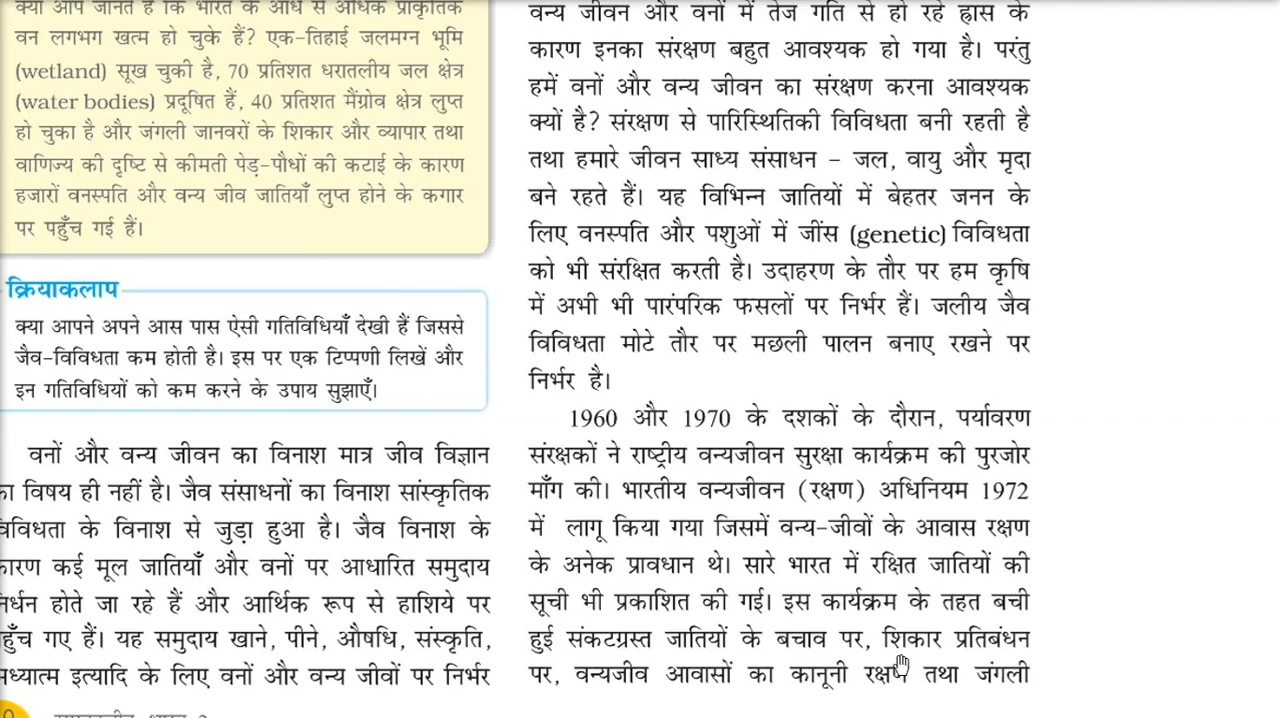 क्या आप जानते हैं कि भारत के आधे से अधिक प्राकृतिक
वन लगभग खत्म हो चुके हैं? एक-तिहाई जलमग्न भूमि
(wetland) सूख चुकी है, 70 प्रतिशत धरातलीय जल क्षेत्र
(water bodies) प्रदूषित हैं, 40 प्रतिशत मैंग्रोव क्षेत्र लुप्त
हो चुका है और जंगली जानवरों के शिकार और व्यापार तथा
वाणिज्य की दृष्टि से कीमती पेड़-पौधों की कटाई के कारण
हजारों वनस्पति और वन्य जीव जातियाँ लुप्त होने के कगार
पर पहुँच गई हैं।
क्रियाकलाप
क्या आपने अपने आस पास ऐसी गतिविधियाँ देखी हैं जिससे
जैव-विविधता कम होती है। इस पर एक टिप्पणी लिखें और
इन गतिविधियों को कम करने के उपाय सुझाएँ।
वनों और वन्य जीवन का विनाश मात्र जीव विज्ञान
का विषय ही नहीं है। जैव संसाधनों का विनाश सांस्कृतिक
विविधता के विनाश से जुड़ा हुआ है। जैव विनाश के
कारण कई मूल जातियाँ और वनों पर आधारित समुदाय
निर्धन होते जा रहे हैं और आर्थिक रूप से हाशिये पर
पहुँच गए हैं। यह समुदाय खाने, पीने, औषधि, संस्कृति,
अध्यात्म इत्यादि के लिए वनों और वन्य जीवों पर निर्भर
वन्य जीवन और वनों में तेज गति से हो रहे ह्रास के
कारण इनका संरक्षण बहुत आवश्यक हो गया है। परंतु
हमें वनों और वन्य जीवन का संरक्षण करना आवश्यक
क्यों है? संरक्षण से पारिस्थितिकी विविधता बनी रहती है
तथा हमारे जीवन साध्य संसाधन – जल, वायु और मृदा
बने रहते हैं। यह विभिन्न जातियों में बेहतर जनन के
लिए वनस्पति और पशुओं में जींस (genetic) विविधता
को भी संरक्षित करती है। उदाहरण के तौर पर हम कृषि
में अभी भी पारंपरिक फसलों पर निर्भर हैं। जलीय जैव
विविधता मोटे तौर पर मछली पालन बनाए रखने पर
निर्भर है।
1960 और 1970 के दशकों के दौरान, पर्यावरण
संरक्षकों ने राष्ट्रीय वन्यजीवन सुरक्षा कार्यक्रम की पुरजोर
माँग की। भारतीय वन्यजीवन (रक्षण) अधिनियम 1972
में लागू किया गया जिसमें वन्य-जीवों के आवास रक्षण
के अनेक प्रावधान थे। सारे भारत में रक्षित जातियों की
सूची भी प्रकाशित की गई। इस कार्यक्रम के तहत बची
हुई संकटग्रस्त जातियों के बचाव पर, शिकार प्रतिबंधन
पर, वन्यजीव आवासों का कानूनी रक्षण तथा जंगली